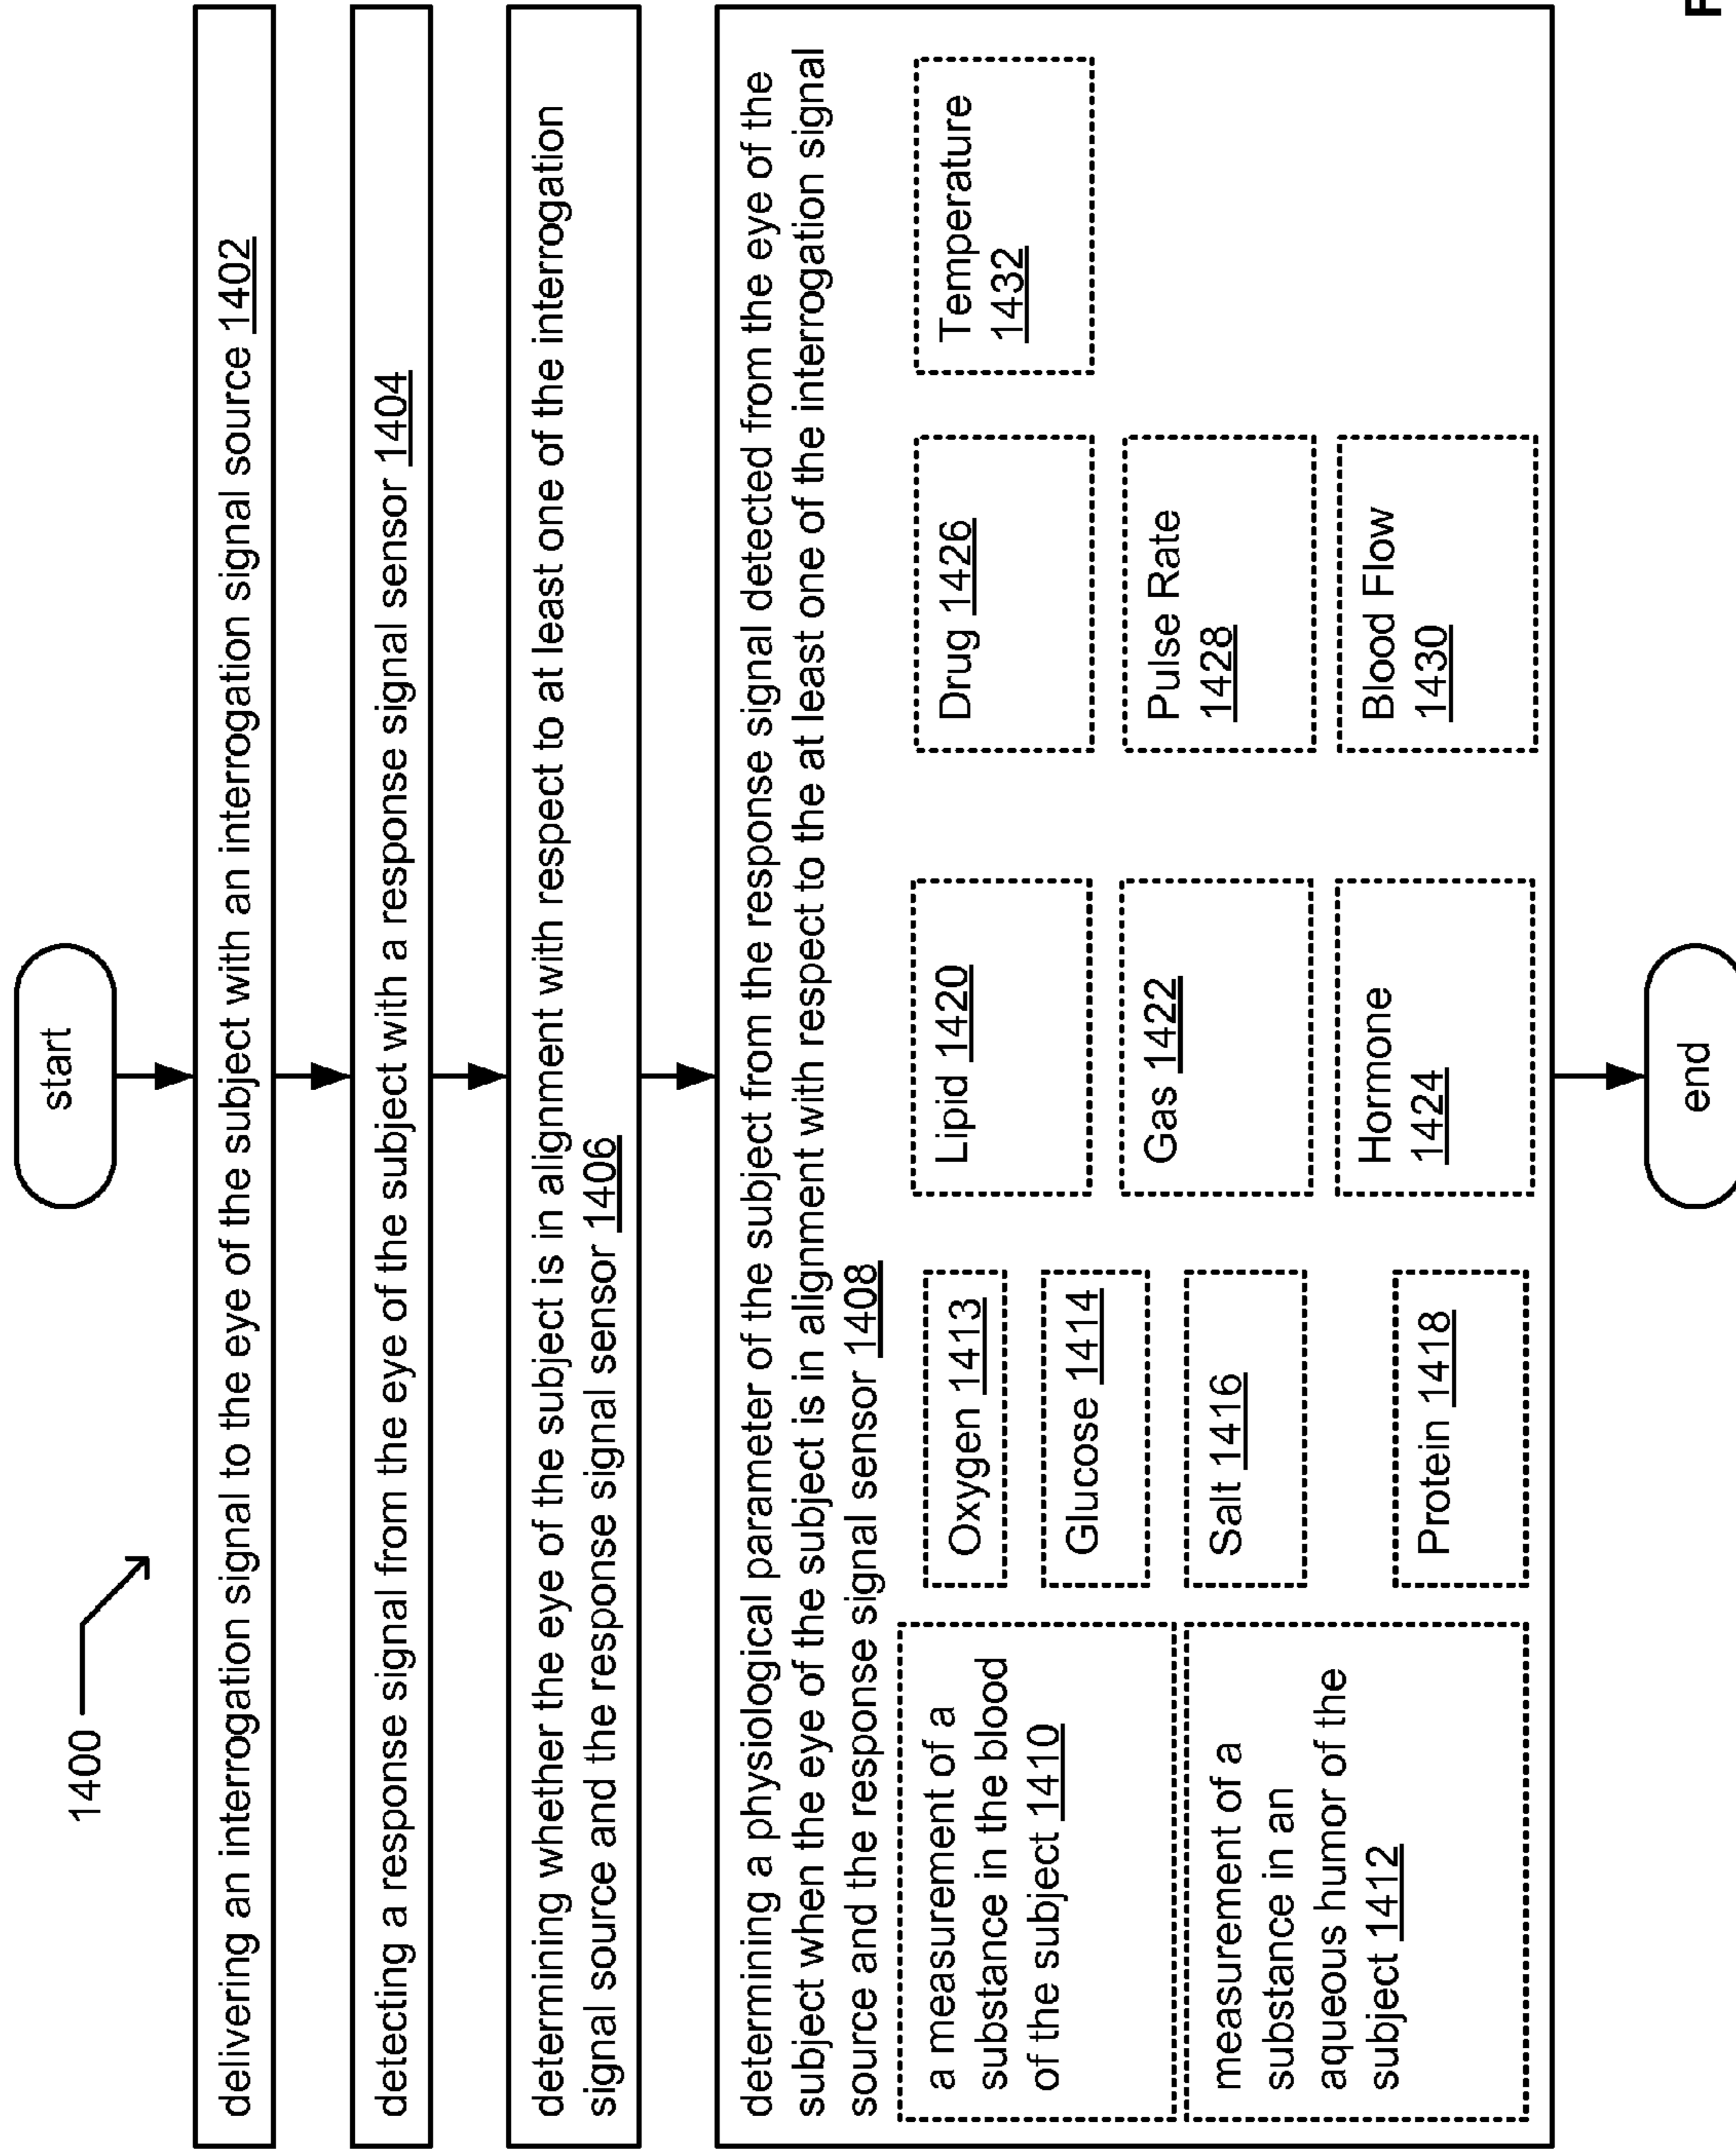 1400
start
delivering an interrogation signal to the eye of the subject with an interrogation signal source 1402
detecting a response signal from the eye of the subject with a response signal sensor 1404
determining whether the eye of the subject is in alignment with respect to at least one of the interrogation
signal source and the response signal sensor 1406
determining a physiological parameter of the subject from the response signal detected from the eye of the
subject when the eye of the subject is in alignment with respect to the at least one of the interrogation signal
source and the response signal sensor 1408
a measurement of a
substance in the blood
of the subject 1410
measurement of a
substance in an
aqueous humor of the
subject 1412
Oxygen 1413
Glucose 1414
Salt 1416
Protein 1418
Lipid 1420
Gas 1422
Hormone
1424
Drug 1426
Pulse Rate
1428
Blood Flow
1430
Temperature
1432
end